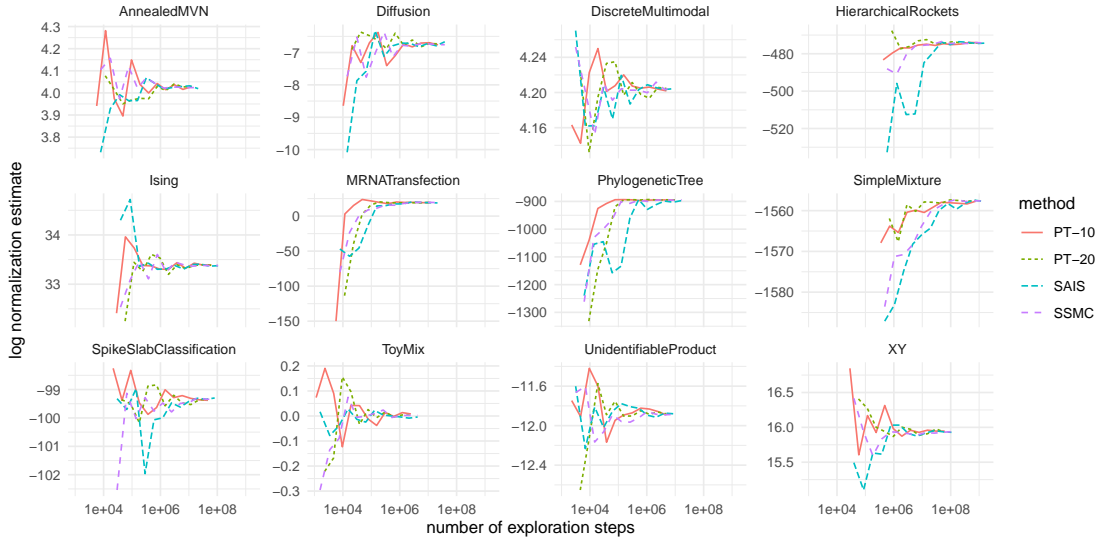 AnnealedMVN
Diffusion
DiscreteMultimodal
HierarchicalRockets
4.3
4.2
4.1
4.0
3.9
3.8
−7
−8
−9
−10
4.24
4.20
4.16
−480
−500
−520
Ising
MRNATransfection
PhylogeneticTree
SimpleMixture
34
33
0
−50
−100
−150
−900
−1000
−1100
−1200
−1300
−1560
−1570
−1580
SpikeSlabClassification
ToyMix
UnidentifiableProduct
XY
−99
−100
−101
−102
0.2
0.1
0.0
−0.1
−0.2
−0.3
−11.6
−12.0
−12.4
16.5
16.0
15.5
1e+04 1e+06 1e+08
1e+04 1e+06 1e+08
1e+04 1e+06 1e+08
1e+04 1e+06 1e+08
number of exploration steps
log normalization estimate
method
PT−10
PT−20
SAIS
SSMC